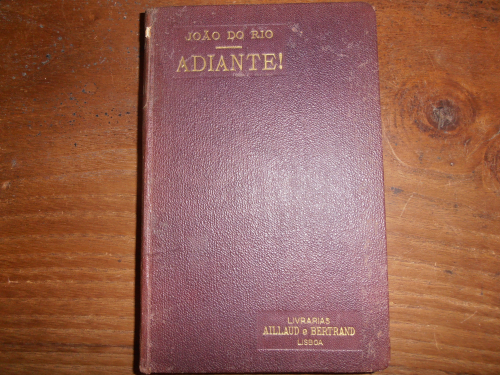 JOÃO DO RIO
ADIANTE!
LIVRARIAS
AILLAUD e BERTRAND
LISBOA